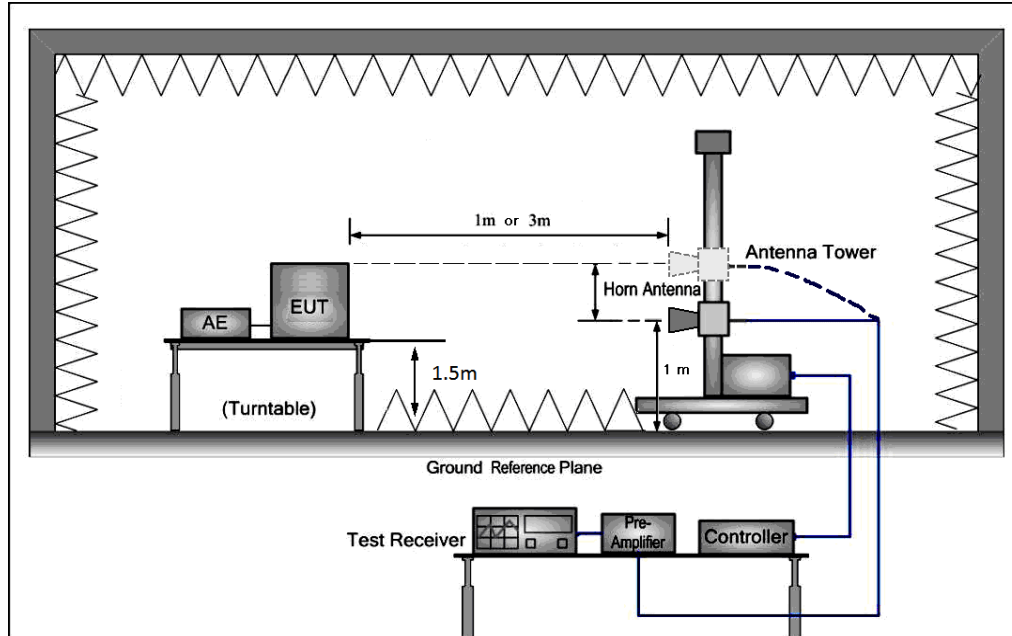 1m or 3m
Antenna Tower
Horn Antenna
EUT
AE
1.5m
1 m
(Turntable)
Ground Reference Plane
Test Receiver
Pre-
Amplifier
Controller